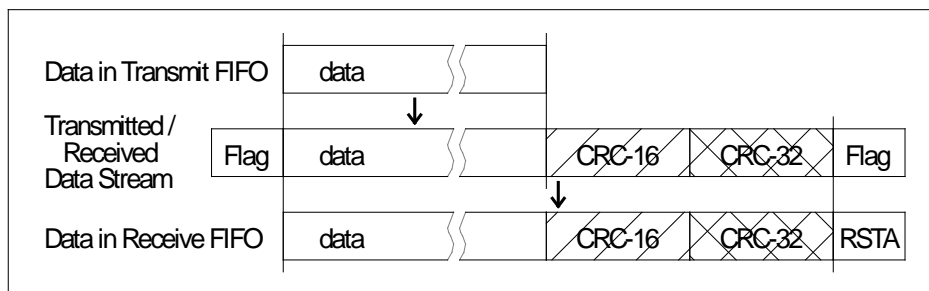 Data in Transmit FIFO data
Transmitted /
Received
Data Stream
Flag data CRC-16 CRC-32 Flag
Data in Receive FIFO data CRC-16 CRC-32 RSTA